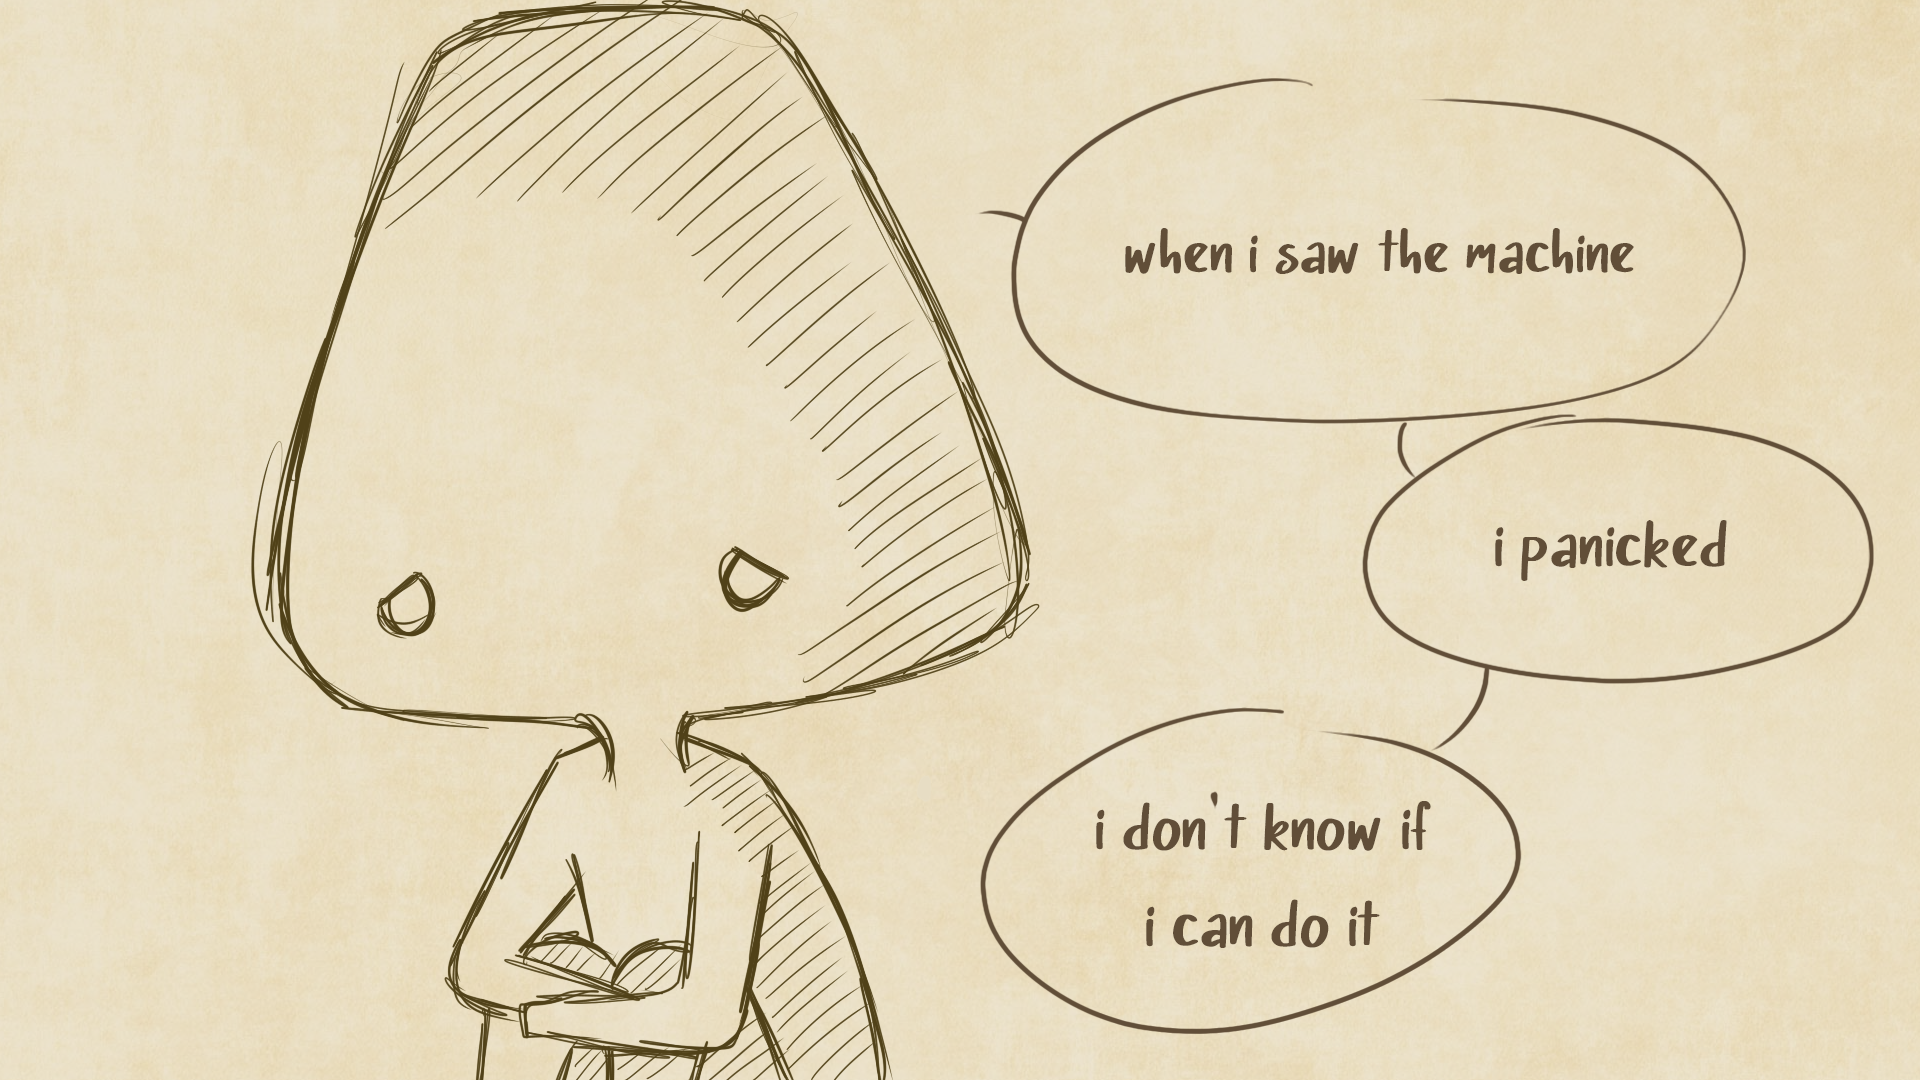 when i saw the machine
i panicked
i don't know if
i can do it